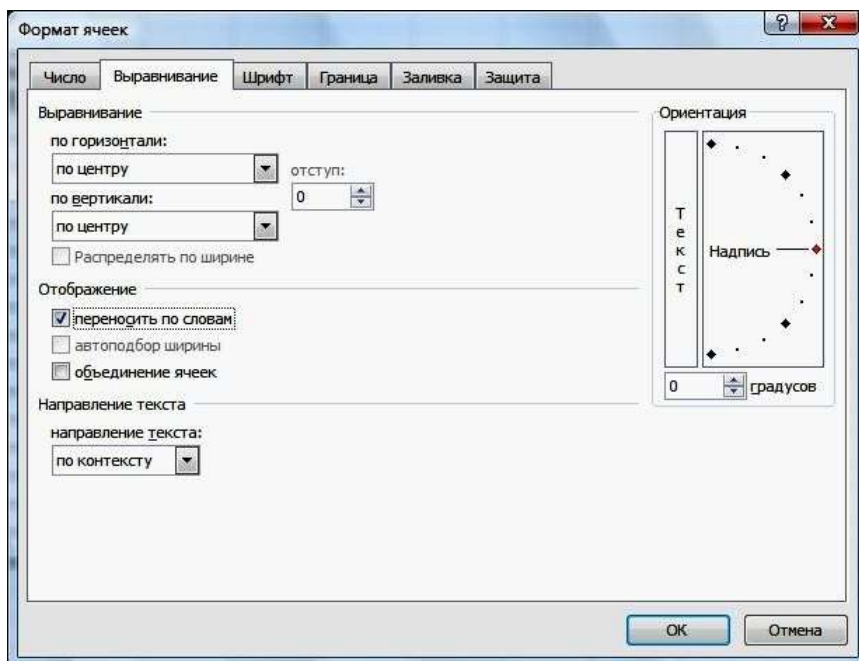 Формат ячеек
Число Выравнивание Шрифт Граница Заливка Защита
Выравнивание
по горизонтали:
по центру
отступ:
по вертикали:
0
по центру
Распределять по ширине
Отображение
переносить по словам
автоподбор ширины
объединение ячеек
Направление текста
направление текста:
по контексту
Ориентация
Текст
Надпись
0 градусов
ОК Отмена